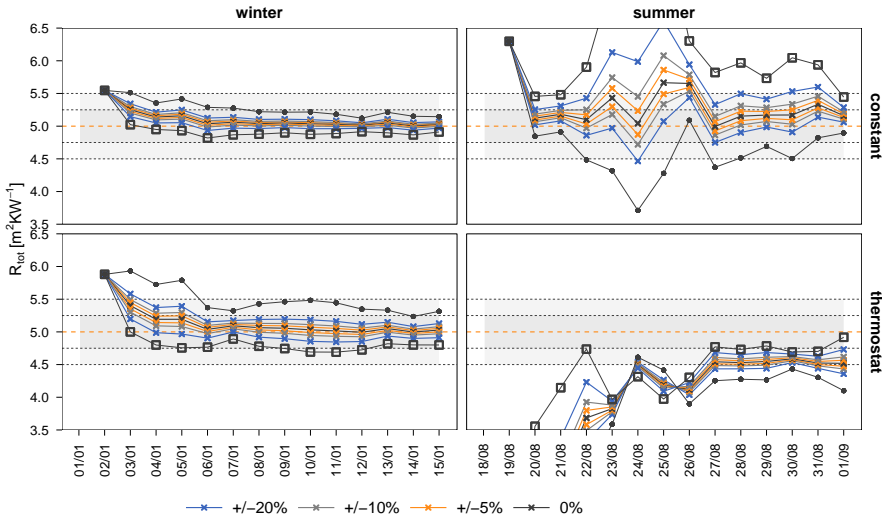 winter summer
6.5 6.0 5.5 5.0 4.5 4.0 3.5
constant
6.5 6.0 5.5 5.0 4.5 4.0 3.5
thermostat
R_tot [m²KW⁻¹]
01/01 02/01 03/01 04/01 05/01 06/01 07/01 08/01 09/01 10/01 11/01 12/01 13/01 14/01 15/01
18/08 19/08 20/08 21/08 22/08 23/08 24/08 25/08 26/08 27/08 28/08 29/08 30/08 31/08 01/09
+/−20% +/−10% +/−5% 0%